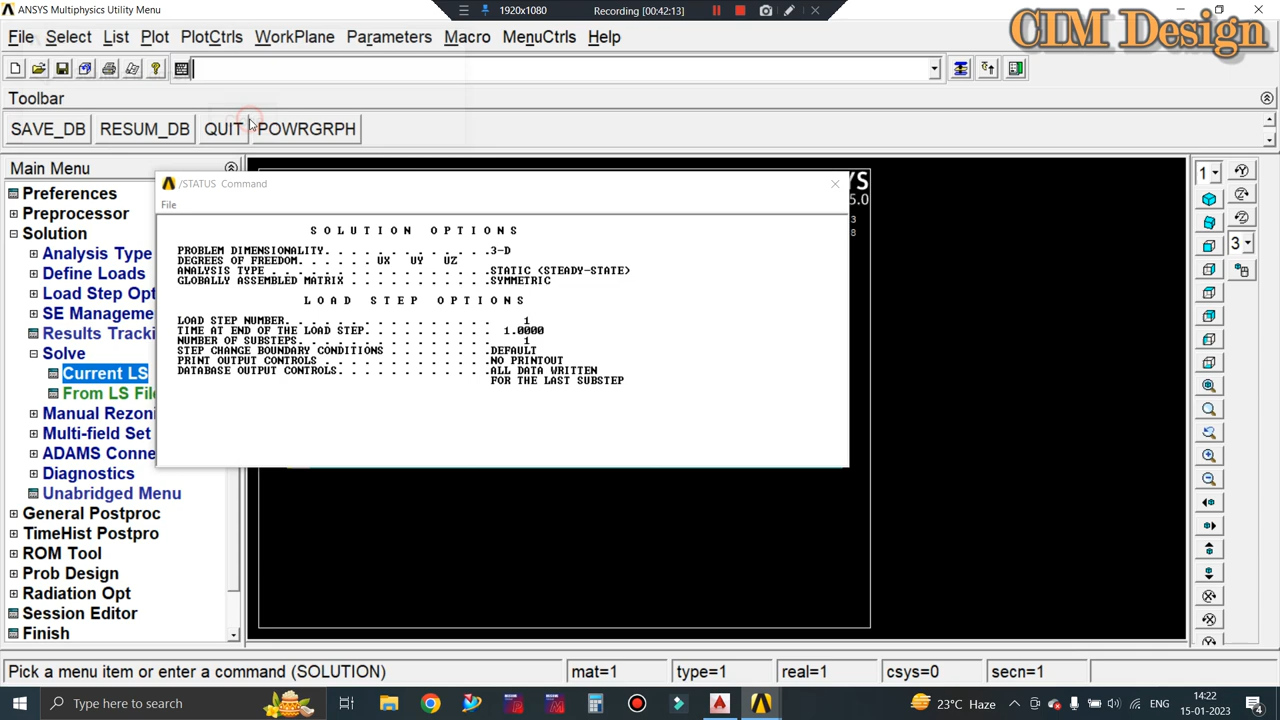 ANSYS Multiphysics Utility Menu
1920x1080
Recording [00:42:13]
CIM Design
File Select List Plot PlotCtrls WorkPlane Parameters Macro MenuCtrls Help
Toolbar
SAVE_DB RESUM_DB QUIT POWRGRPH
Main Menu
Preferences
Preprocessor
Solution
Analysis Type
Define Loads
Load Step Opt
SE Manageme
Results Tracki
Solve
Current LS
From LS File
Manual Rezoni
Multi-field Set
ADAMS Conne
Diagnostics
Unabridged Menu
General Postproc
TimeHist Postpro
ROM Tool
Prob Design
Radiation Opt
Session Editor
Finish
/STATUS Command
File
S O L U T I O N   O P T I O N S
PROBLEM DIMENSIONALITY. . . . . . . . . . . . .3-D
DEGREES OF FREEDOM. . . . . . UX   UY   UZ
ANALYSIS TYPE . . . . . . . . . . . . . . . . .STATIC (STEADY-STATE)
GLOBALLY ASSEMBLED MATRIX . . . . . . . . . . .SYMMETRIC
L O A D   S T E P   O P T I O N S
LOAD STEP NUMBER. . . . . . . . . . . . . . . . 1
TIME AT END OF THE LOAD STEP. . . . . . . . . . 1.0000
NUMBER OF SUBSTEPS. . . . . . . . . . . . . . . 1
STEP CHANGE BOUNDARY CONDITIONS . . . . . . . .DEFAULT
PRINT OUTPUT CONTROLS . . . . . . . . . . . . .NO PRINTOUT
DATABASE OUTPUT CONTROLS. . . . . . . . . . . .ALL DATA WRITTEN
FOR THE LAST SUBSTEP
YS
5.0
3
8
1
3
Pick a menu item or enter a command (SOLUTION)
mat=1
type=1
real=1
csys=0
secn=1
Type here to search
23°C Haze
ENG
14:22
15-01-2023
4